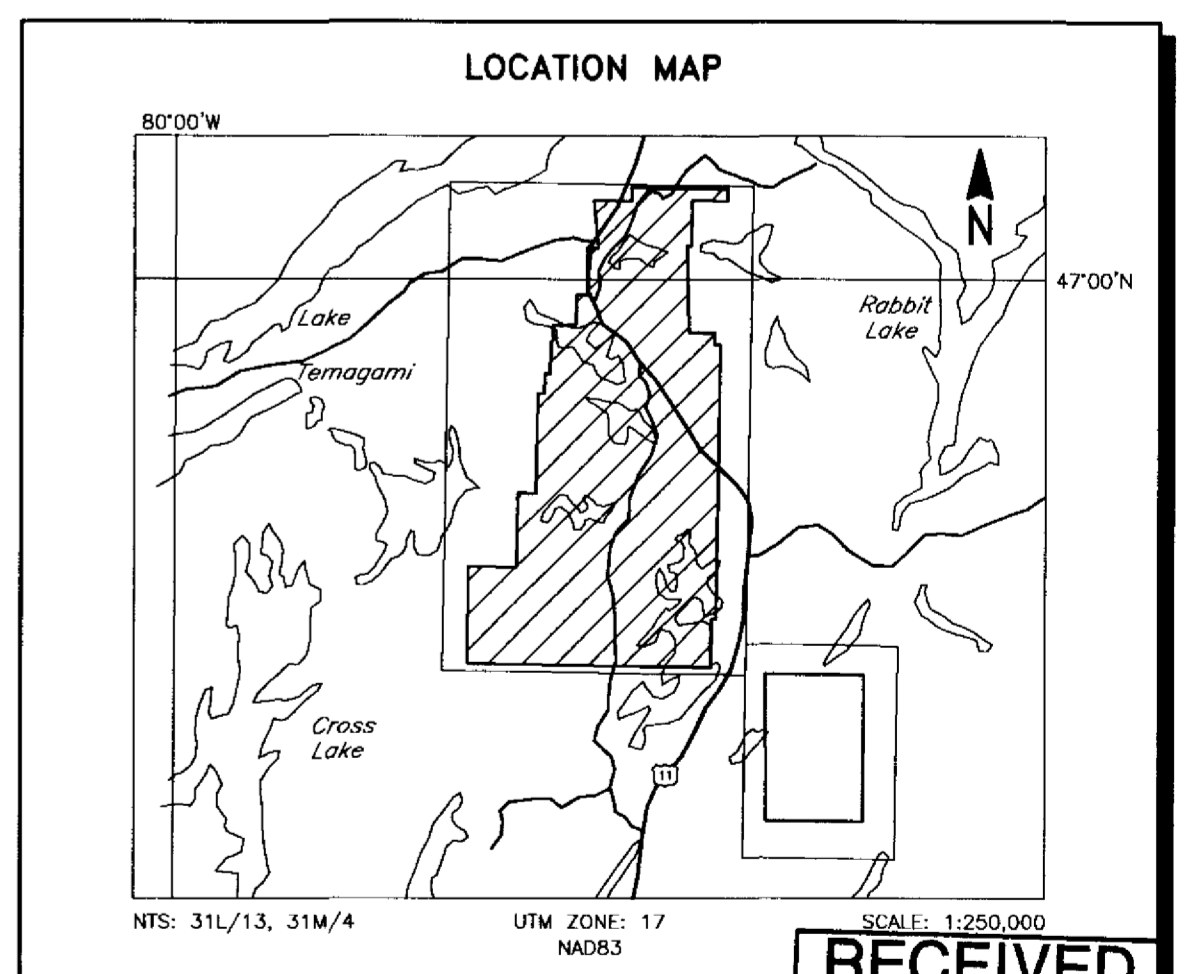 LOCATION MAP
80°00'W
N
47°00'N
Lake
Temagami
Rabbit
Lake
Cross
Lake
11
NTS: 31L/13, 31M/4
UTM ZONE: 17
NAD83
SCALE: 1:250,000
RECEIVED